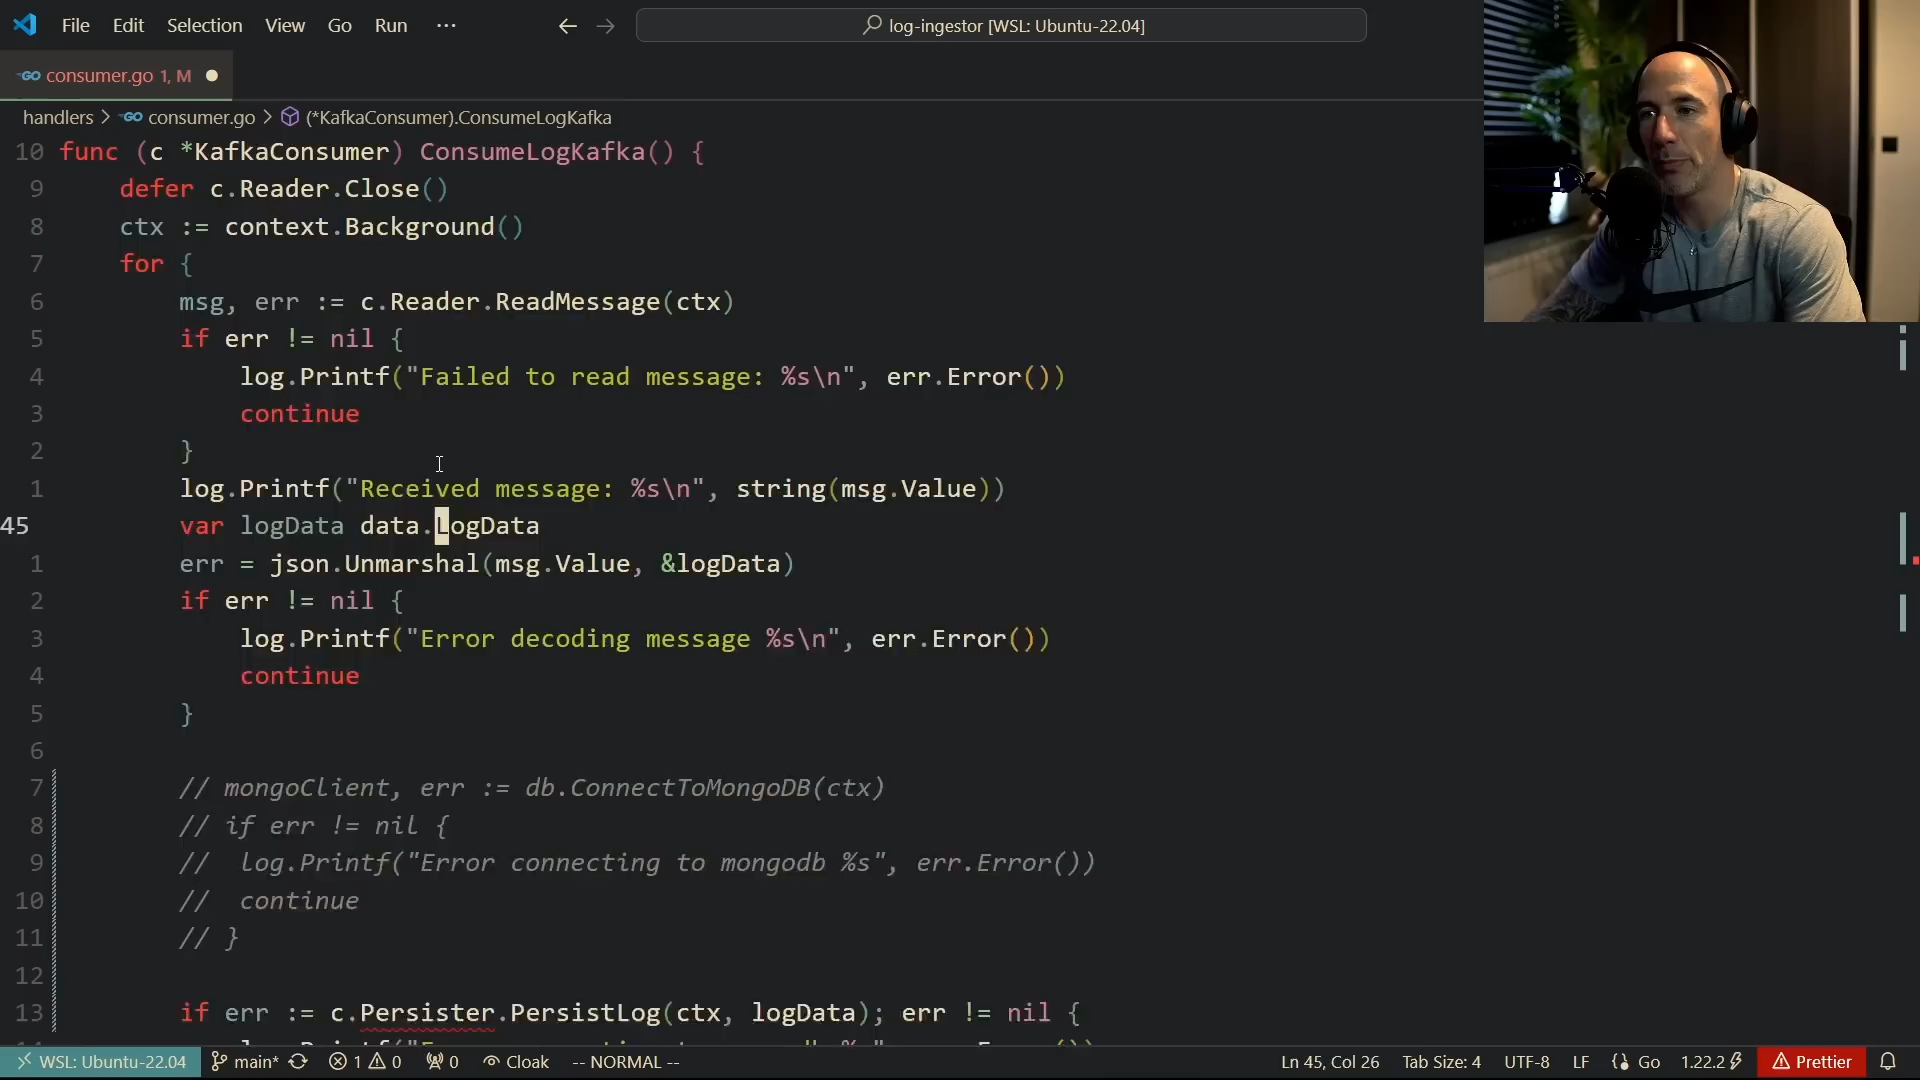 File Edit Selection View Go Run ···
log-ingestor [WSL: Ubuntu-22.04]
consumer.go 1, M
handlers > consumer.go > (*KafkaConsumer).ConsumeLogKafka
10 func (c *KafkaConsumer) ConsumeLogKafka() {
9 defer c.Reader.Close()
8 ctx := context.Background()
7 for {
6 msg, err := c.Reader.ReadMessage(ctx)
5 if err != nil {
4 log.Printf("Failed to read message: %s\n", err.Error())
3 continue
2 }
1 log.Printf("Received message: %s\n", string(msg.Value))
45 var logData data.LogData
1 err = json.Unmarshal(msg.Value, &logData)
2 if err != nil {
3 log.Printf("Error decoding message %s\n", err.Error())
4 continue
5 }
6
7 // mongoClient, err := db.ConnectToMongoDB(ctx)
8 // if err != nil {
9 // log.Printf("Error connecting to mongodb %s", err.Error())
10 // continue
11 // }
12
13 if err := c.Persister.PersistLog(ctx, logData); err != nil {
WSL: Ubuntu-22.04 main* 1 0 0 Cloak -- NORMAL -- Ln 45, Col 26 Tab Size: 4 UTF-8 LF Go 1.22.2 Prettier